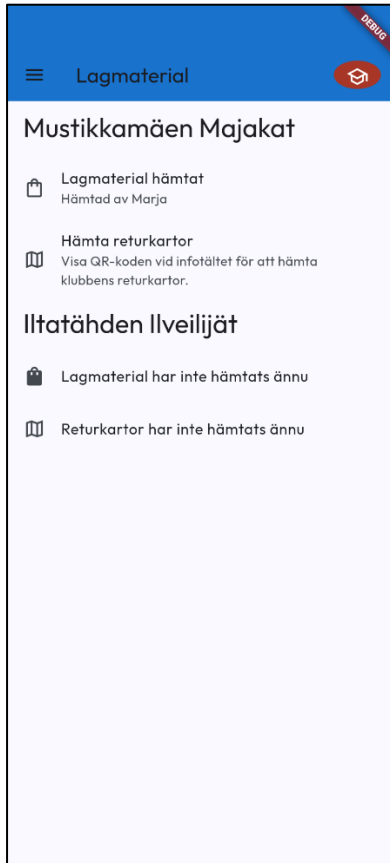 DEBUG
Lagmaterial
Mustikkamäen Majakat
Lagmaterial hämtat
Hämtad av Marja
Hämta returkartor
Visa QR-koden vid infotältet för att hämta
klubbens returkartor.
Iltatähden Ilveilijät
Lagmaterial har inte hämtats ännu
Returkartor har inte hämtats ännu